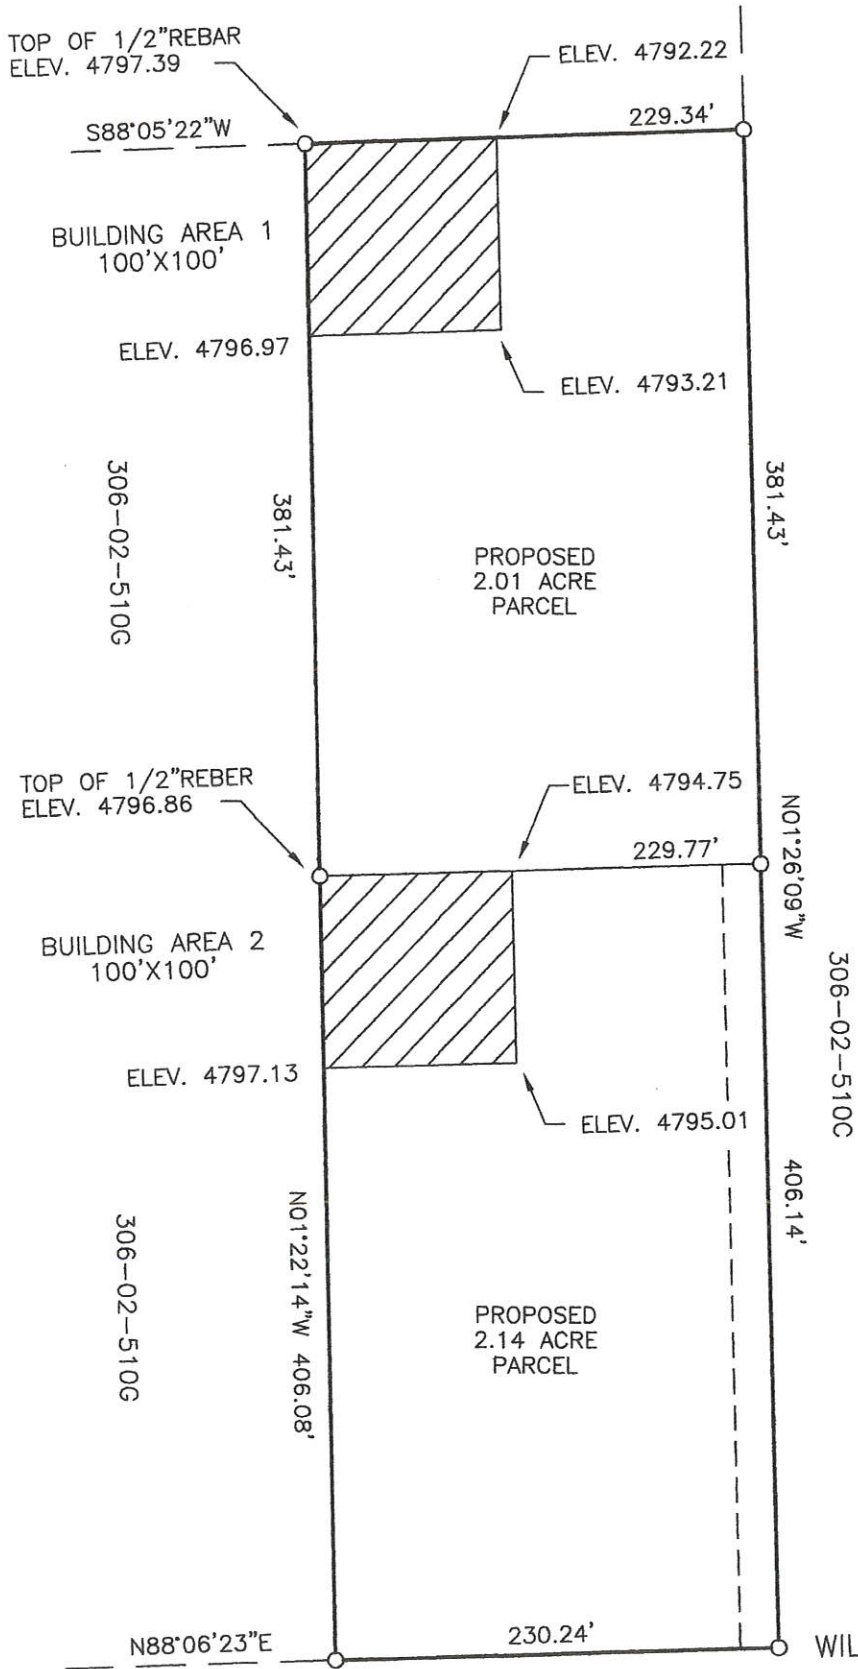 TOP OF 1/2"REBAR
ELEV. 4797.39
ELEV. 4792.22
S88°05'22"W
229.34'
BUILDING AREA 1
100'X100'
ELEV. 4796.97
ELEV. 4793.21
306-02-510G
381.43'
381.43'
PROPOSED
2.01 ACRE
PARCEL
TOP OF 1/2"REBER
ELEV. 4796.86
ELEV. 4794.75
229.77'
N01°26'09"W
BUILDING AREA 2
100'X100'
306-02-510C
ELEV. 4797.13
ELEV. 4795.01
406.14'
306-02-510G
N01°22'14"W 406.08'
PROPOSED
2.14 ACRE
PARCEL
N88°06'23"E
230.24'
WIL